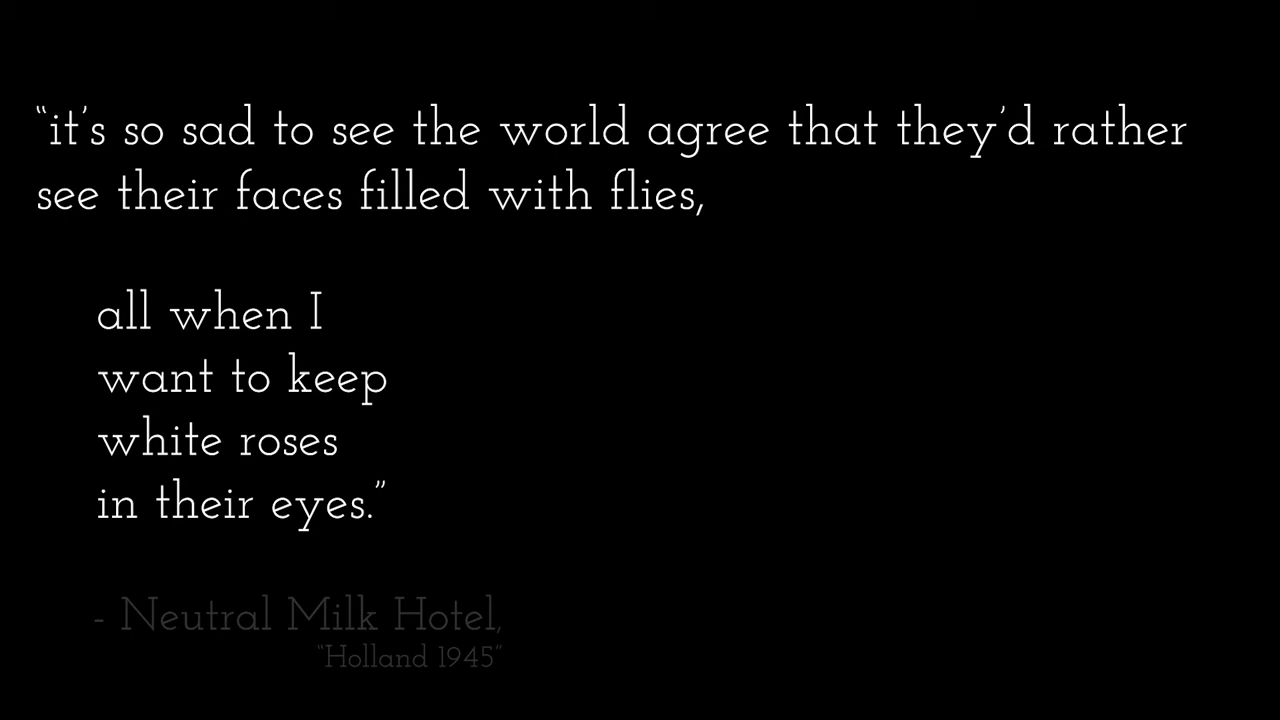 “it’s so sad to see the world agree that they’d rather
see their faces filled with flies,
all when I
want to keep
white roses
in their eyes.”
- Neutral Milk Hotel,
“Holland 1945”